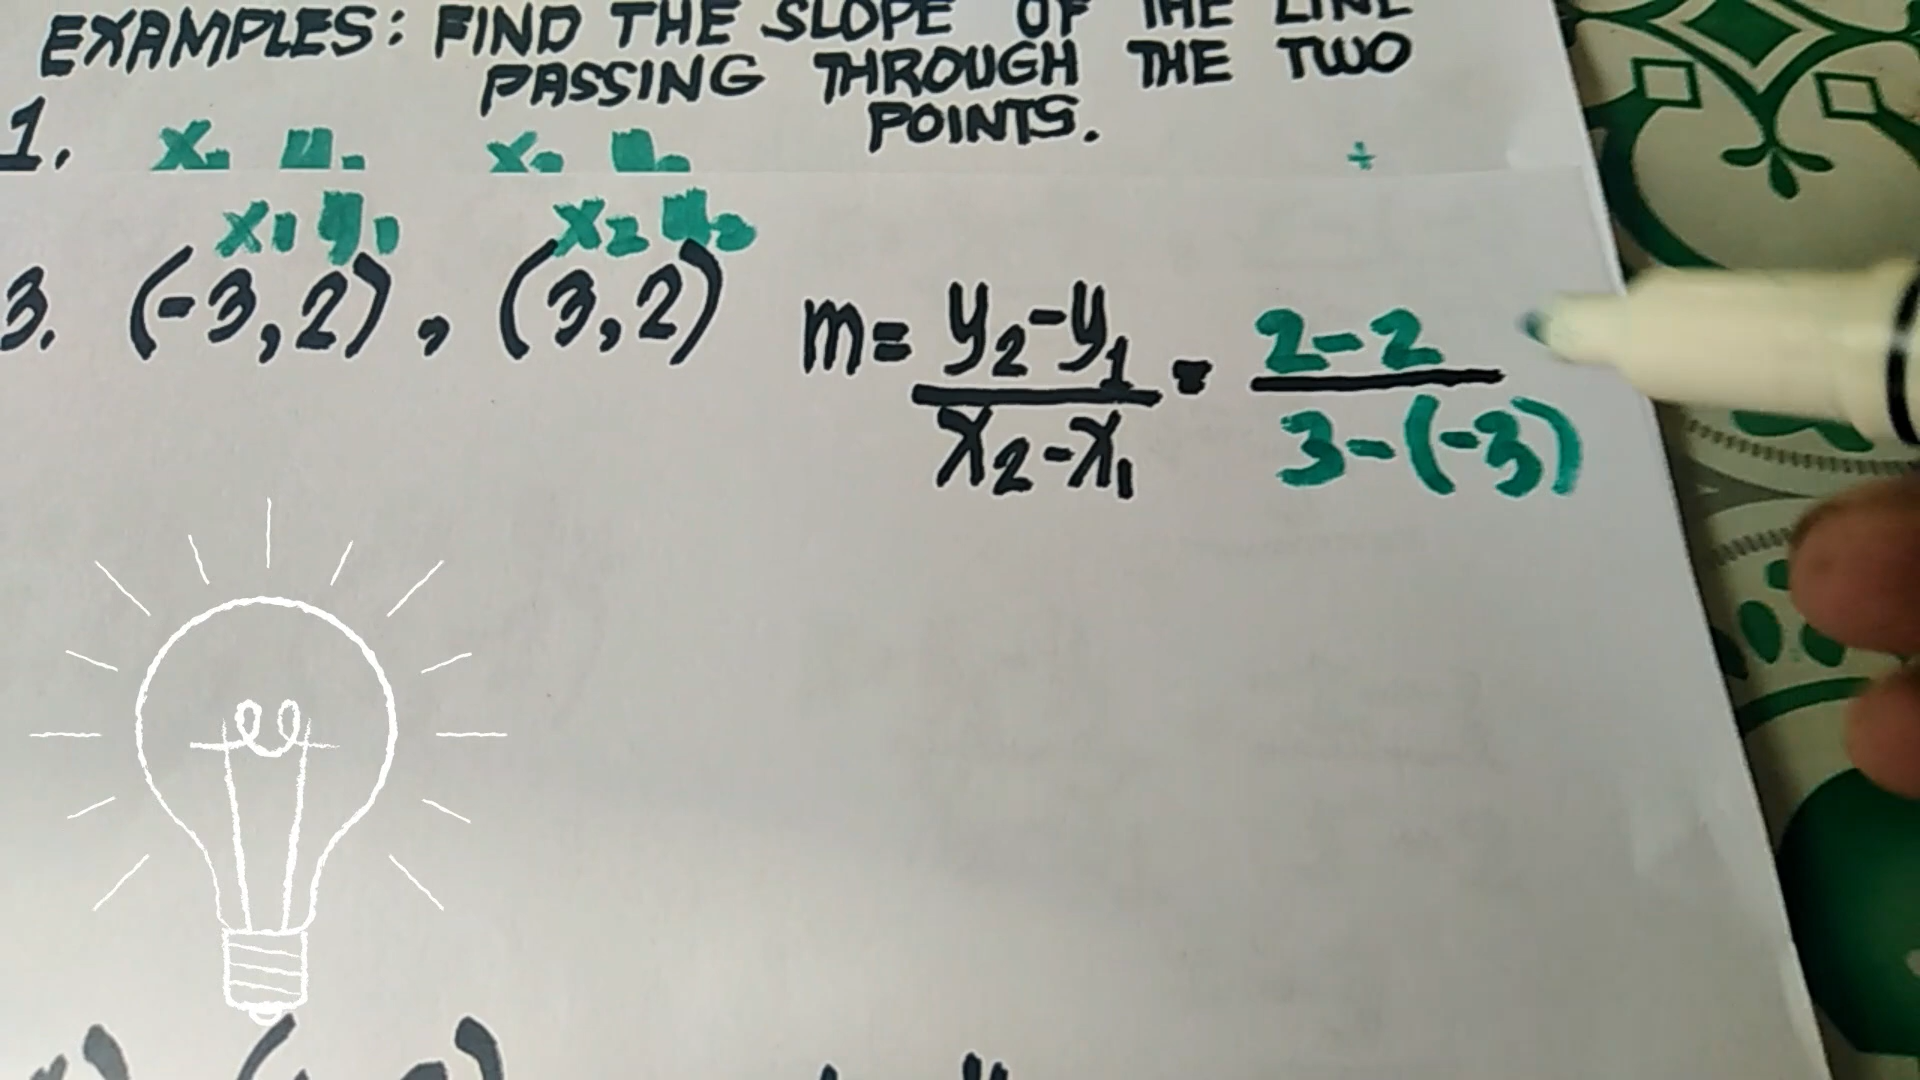 EXAMPLES: FIND THE SLOPE OF THE LINE
PASSING THROUGH THE TWO
POINTS.
1.
÷
x1 y1 x2 y2
3. (-3,2), (3,2) m= y2-y1 = 2-2
x2-x1 3-(-3)